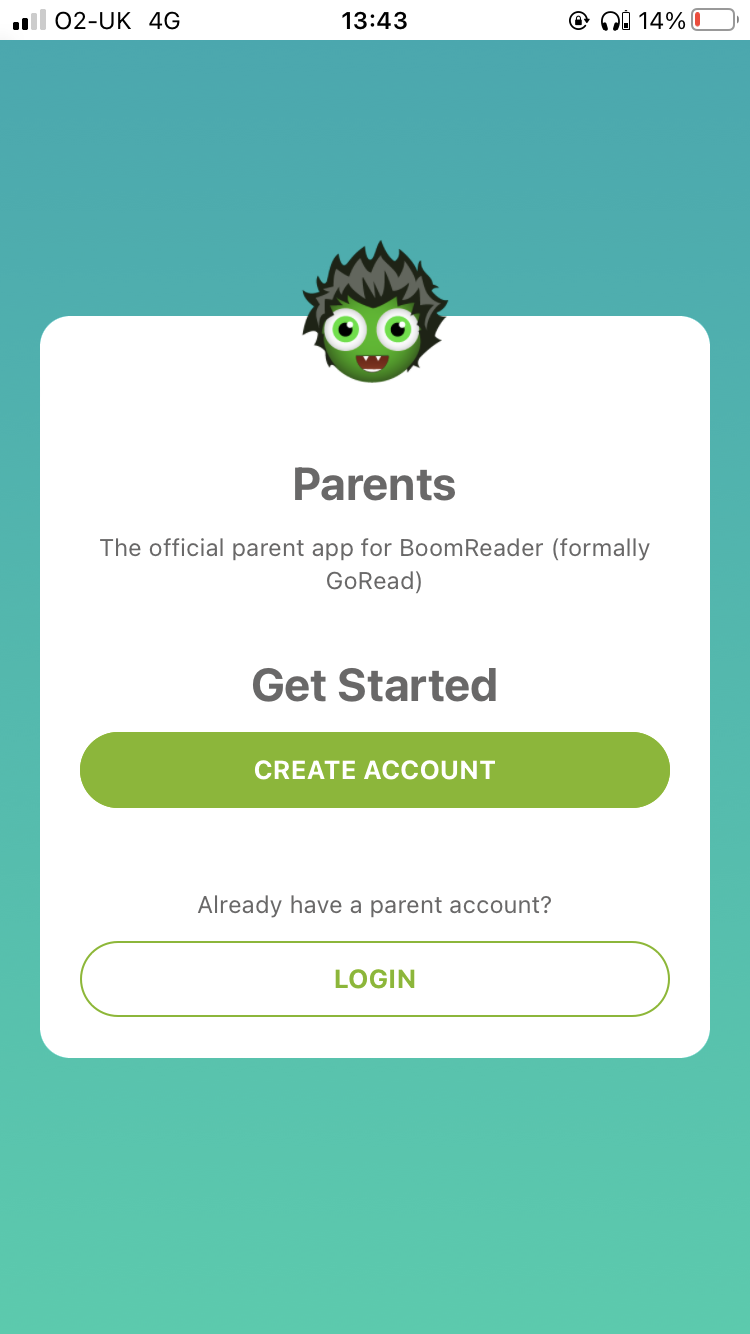 O2-UK 4G 13:43 14%
Parents
The official parent app for BoomReader (formally
GoRead)
Get Started
CREATE ACCOUNT
Already have a parent account?
LOGIN